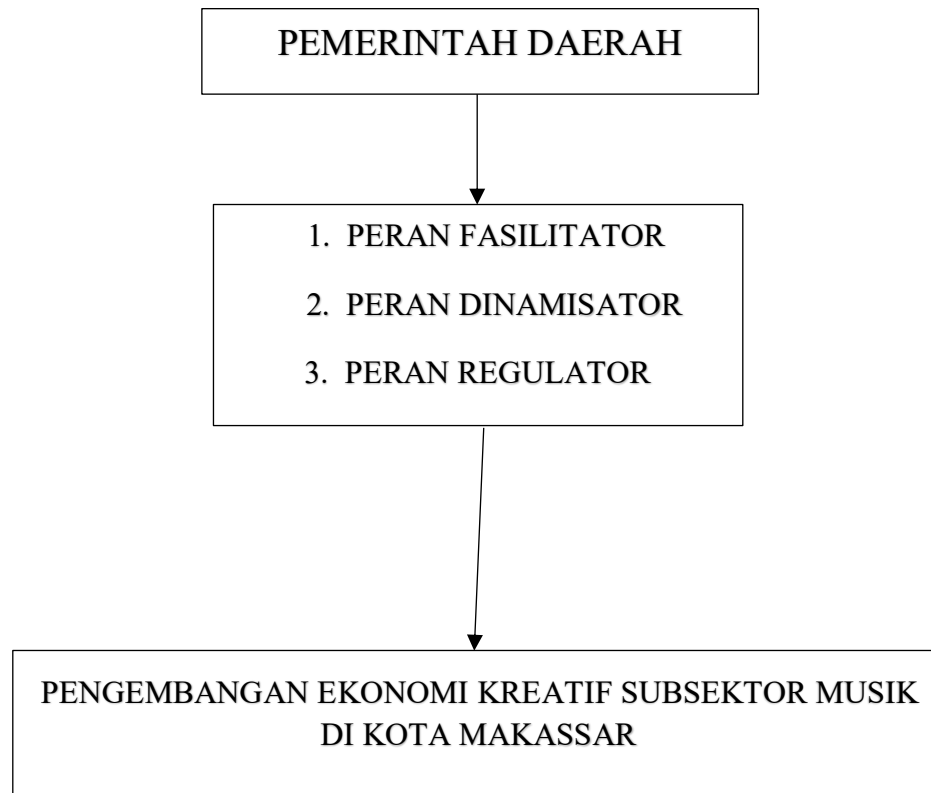 PEMERINTAH DAERAH
1. PERAN FASILITATOR
2. PERAN DINAMISATOR
3. PERAN REGULATOR
PENGEMBANGAN EKONOMI KREATIF SUBSEKTOR MUSIK
DI KOTA MAKASSAR